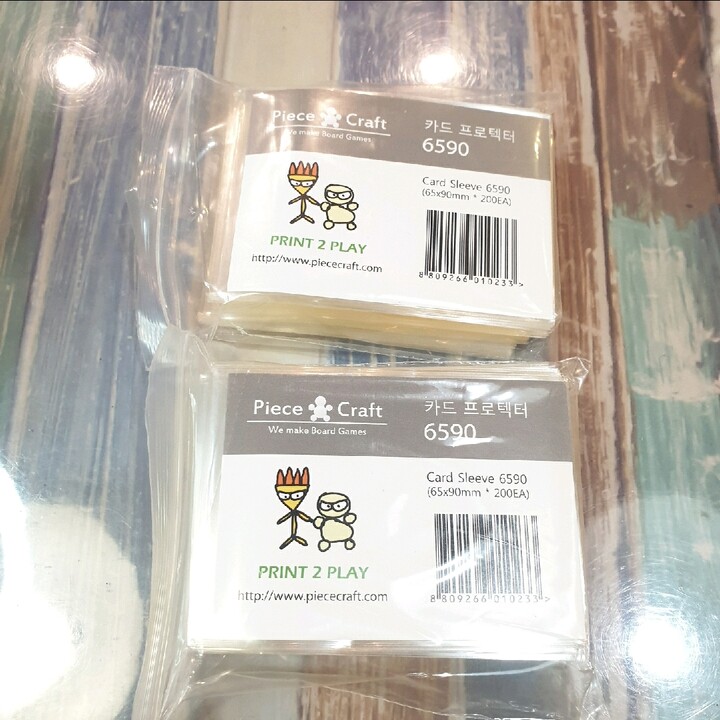 Piece Craft
We make Board Games
카드 프로텍터
6590
Card Sleeve 6590
(65x90mm * 200EA)
PRINT 2 PLAY
http://www.piececraft.com
8 809266 010233 >
Piece Craft
We make Board Games
카드 프로텍터
6590
Card Sleeve 6590
(65x90mm * 200EA)
PRINT 2 PLAY
http://www.piececraft.com
8 809266 010233 >